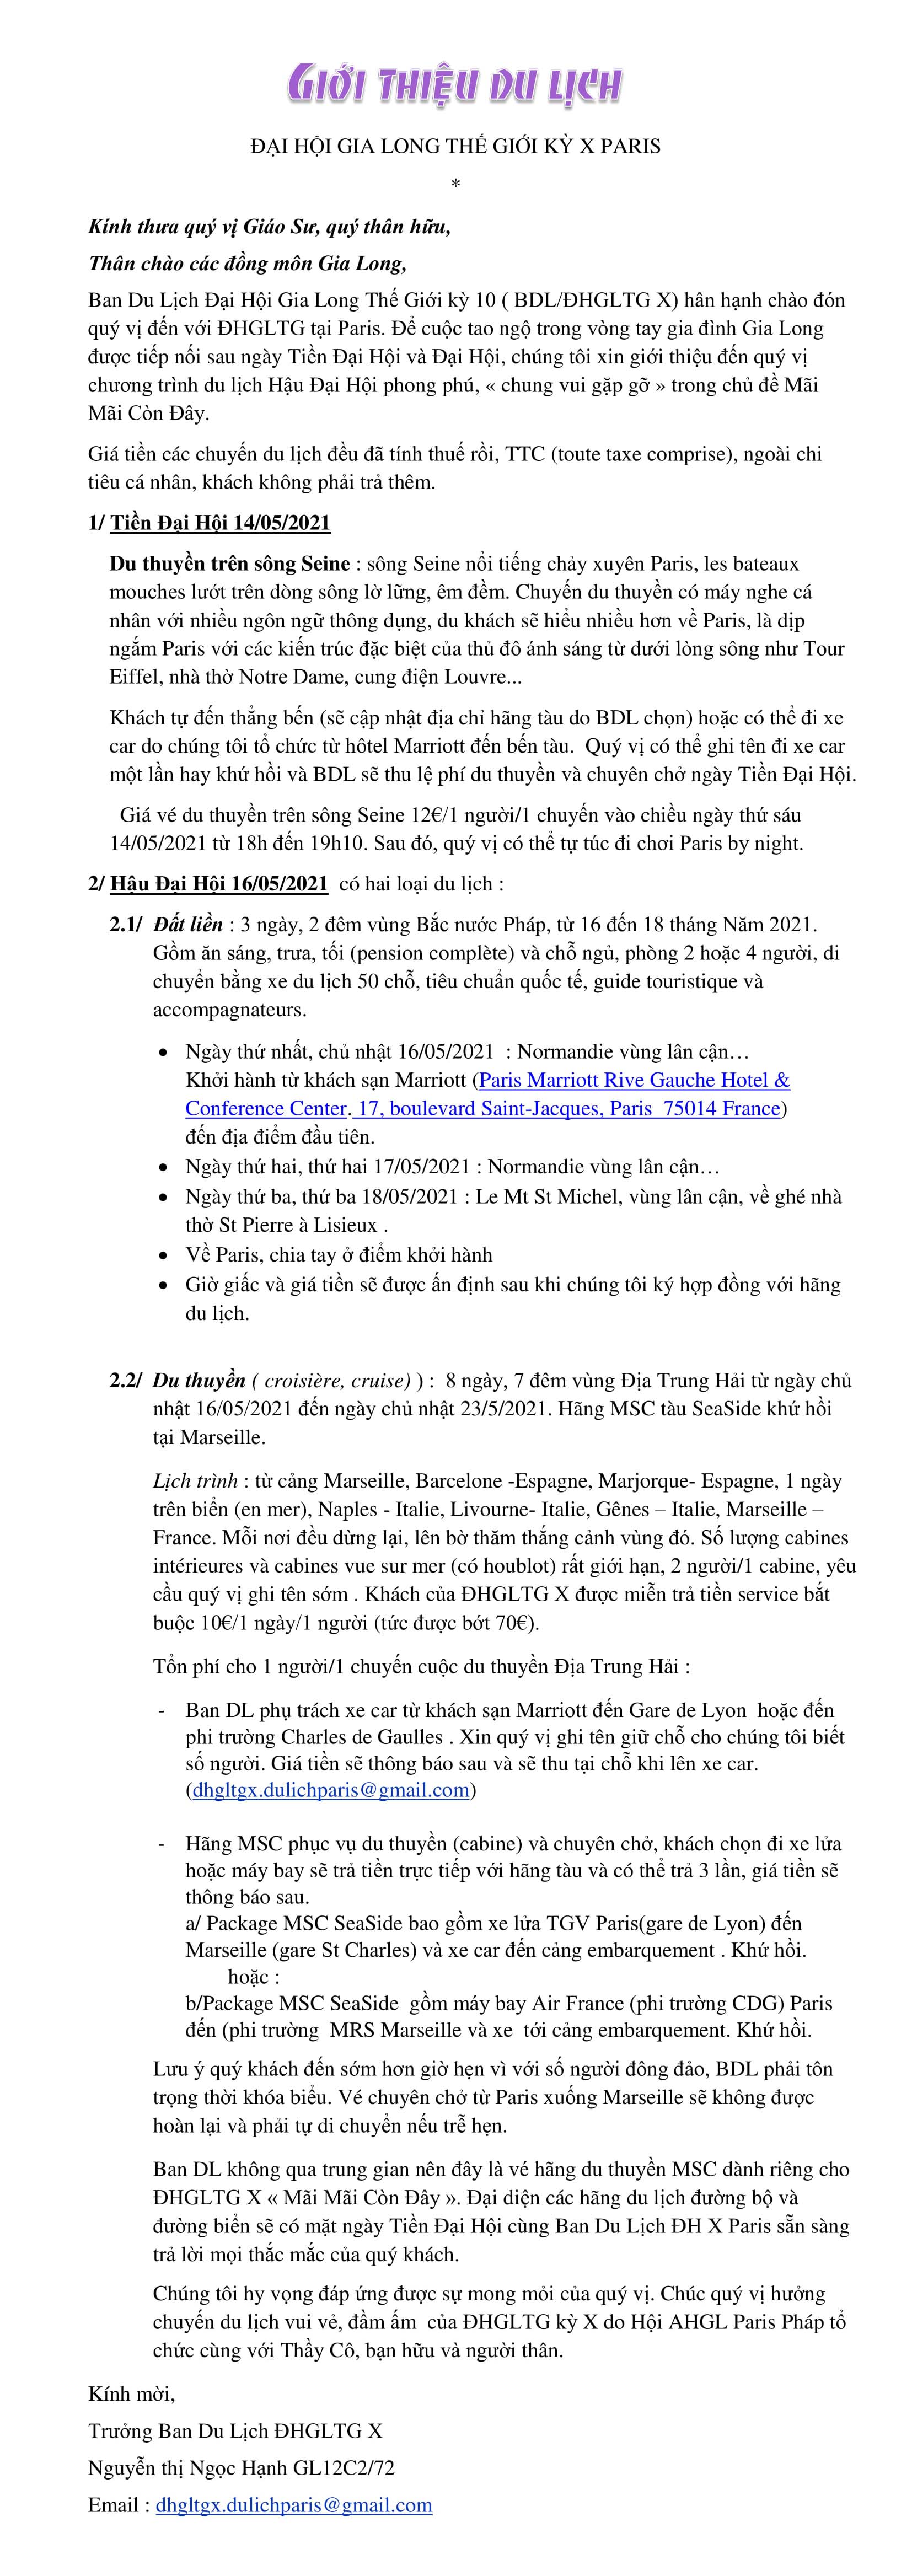 Giới thiệu du lịch
ĐẠI HỘI GIA LONG THẾ GIỚI KỲ X PARIS
*
Kính thưa quý vị Giáo Sư, quý thân hữu,
Thân chào các đồng môn Gia Long,
Ban Du Lịch Đại Hội Gia Long Thế Giới kỳ 10 ( BDL/ĐHGLTG X) hân hạnh chào đón
quý vị đến với ĐHGLTG tại Paris. Để cuộc tao ngộ trong vòng tay gia đình Gia Long
được tiếp nối sau ngày Tiền Đại Hội và Đại Hội, chúng tôi xin giới thiệu đến quý vị
chương trình du lịch Hậu Đại Hội phong phú, « chung vui gặp gỡ » trong chủ đề Mãi
Mãi Còn Đây.
Giá tiền các chuyến du lịch đều đã tính thuế rồi, TTC (toute taxe comprise), ngoài chi
tiêu cá nhân, khách không phải trả thêm.
1/ Tiền Đại Hội 14/05/2021
Du thuyền trên sông Seine : sông Seine nổi tiếng chảy xuyên Paris, les bateaux
mouches lướt trên dòng sông lờ lững, êm đềm. Chuyến du thuyền có máy nghe cá
nhân với nhiều ngôn ngữ thông dụng, du khách sẽ hiểu nhiều hơn về Paris, là dịp
ngắm Paris với các kiến trúc đặc biệt của thủ đô ánh sáng từ dưới lòng sông như Tour
Eiffel, nhà thờ Notre Dame, cung điện Louvre...
Khách tự đến thẳng bến (sẽ cập nhật địa chỉ hãng tàu do BDL chọn) hoặc có thể đi xe
car do chúng tôi tổ chức từ hôtel Marriott đến bến tàu. Quý vị có thể ghi tên đi xe car
một lần hay khứ hồi và BDL sẽ thu lệ phí du thuyền và chuyên chở ngày Tiền Đại Hội.
Giá vé du thuyền trên sông Seine 12€/1 người/1 chuyến vào chiều ngày thứ sáu
14/05/2021 từ 18h đến 19h10. Sau đó, quý vị có thể tự túc đi chơi Paris by night.
2/ Hậu Đại Hội 16/05/2021 có hai loại du lịch :
2.1/ Đất liền : 3 ngày, 2 đêm vùng Bắc nước Pháp, từ 16 đến 18 tháng Năm 2021.
Gồm ăn sáng, trưa, tối (pension complète) và chỗ ngủ, phòng 2 hoặc 4 người, di
chuyển bằng xe du lịch 50 chỗ, tiêu chuẩn quốc tế, guide touristique và
accompagnateurs.
• Ngày thứ nhất, chủ nhật 16/05/2021 : Normandie vùng lân cận…
Khởi hành từ khách sạn Marriott (Paris Marriott Rive Gauche Hotel &
Conference Center. 17, boulevard Saint-Jacques, Paris 75014 France)
đến địa điểm đầu tiên.
• Ngày thứ hai, thứ hai 17/05/2021 : Normandie vùng lân cận…
• Ngày thứ ba, thứ ba 18/05/2021 : Le Mt St Michel, vùng lân cận, về ghé nhà
thờ St Pierre à Lisieux .
• Về Paris, chia tay ở điểm khởi hành
• Giờ giấc và giá tiền sẽ được ấn định sau khi chúng tôi ký hợp đồng với hãng
du lịch.
2.2/ Du thuyền ( croisière, cruise) ) : 8 ngày, 7 đêm vùng Địa Trung Hải từ ngày chủ
nhật 16/05/2021 đến ngày chủ nhật 23/5/2021. Hãng MSC tàu SeaSide khứ hồi
tại Marseille.
Lịch trình : từ cảng Marseille, Barcelone -Espagne, Marjorque- Espagne, 1 ngày
trên biển (en mer), Naples - Italie, Livourne- Italie, Gênes – Italie, Marseille –
France. Mỗi nơi đều dừng lại, lên bờ thăm thắng cảnh vùng đó. Số lượng cabines
intérieures và cabines vue sur mer (có houblot) rất giới hạn, 2 người/1 cabine, yêu
cầu quý vị ghi tên sớm . Khách của ĐHGLTG X được miễn trả tiền service bắt
buộc 10€/1 ngày/1 người (tức được bớt 70€).
Tổn phí cho 1 người/1 chuyến cuộc du thuyền Địa Trung Hải :
- Ban DL phụ trách xe car từ khách sạn Marriott đến Gare de Lyon hoặc đến
phi trường Charles de Gaulles . Xin quý vị ghi tên giữ chỗ cho chúng tôi biết
số người. Giá tiền sẽ thông báo sau và sẽ thu tại chỗ khi lên xe car.
(dhgltgx.dulichparis@gmail.com)
- Hãng MSC phục vụ du thuyền (cabine) và chuyên chở, khách chọn đi xe lửa
hoặc máy bay sẽ trả tiền trực tiếp với hãng tàu và có thể trả 3 lần, giá tiền sẽ
thông báo sau.
a/ Package MSC SeaSide bao gồm xe lửa TGV Paris(gare de Lyon) đến
Marseille (gare St Charles) và xe car đến cảng embarquement . Khứ hồi.
hoặc :
b/Package MSC SeaSide gồm máy bay Air France (phi trường CDG) Paris
đến (phi trường MRS Marseille và xe tới cảng embarquement. Khứ hồi.
Lưu ý quý khách đến sớm hơn giờ hẹn vì với số người đông đảo, BDL phải tôn
trọng thời khóa biểu. Vé chuyên chở từ Paris xuống Marseille sẽ không được
hoàn lại và phải tự di chuyển nếu trễ hẹn.
Ban DL không qua trung gian nên đây là vé hãng du thuyền MSC dành riêng cho
ĐHGLTG X « Mãi Mãi Còn Đây ». Đại diện các hãng du lịch đường bộ và
đường biển sẽ có mặt ngày Tiền Đại Hội cùng Ban Du Lịch ĐH X Paris sẵn sàng
trả lời mọi thắc mắc của quý khách.
Chúng tôi hy vọng đáp ứng được sự mong mỏi của quý vị. Chúc quý vị hưởng
chuyến du lịch vui vẻ, đầm ấm của ĐHGLTG kỳ X do Hội AHGL Paris Pháp tổ
chức cùng với Thầy Cô, bạn hữu và người thân.
Kính mời,
Trưởng Ban Du Lịch ĐHGLTG X
Nguyễn thị Ngọc Hạnh GL12C2/72
Email : dhgltgx.dulichparis@gmail.com